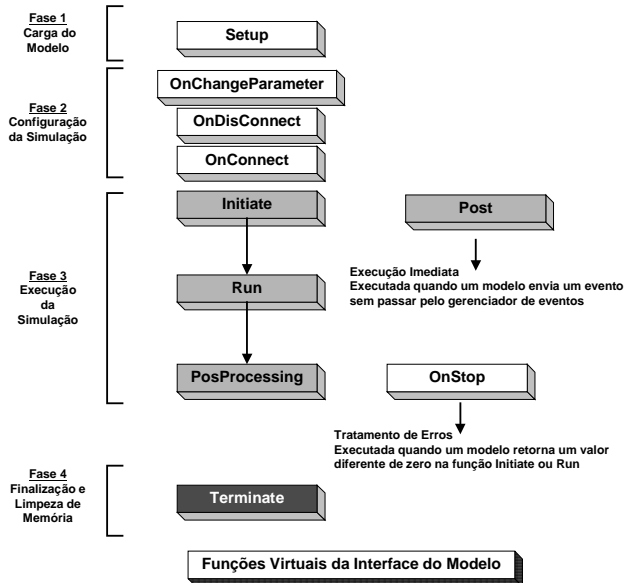 Fase 1
Carga do
Modelo
Setup
Fase 2
Configuração
da Simulação
OnChangeParameter
OnDisConnect
OnConnect
Fase 3
Execução
da
Simulação
Initiate
Post
Execução Imediata
Executada quando um modelo envia um evento
sem passar pelo gerenciador de eventos
Run
PosProcessing
OnStop
Tratamento de Erros
Executada quando um modelo retorna um valor
diferente de zero na função Initiate ou Run
Fase 4
Finalização e
Limpeza de
Memória
Terminate
Funções Virtuais da Interface do Modelo